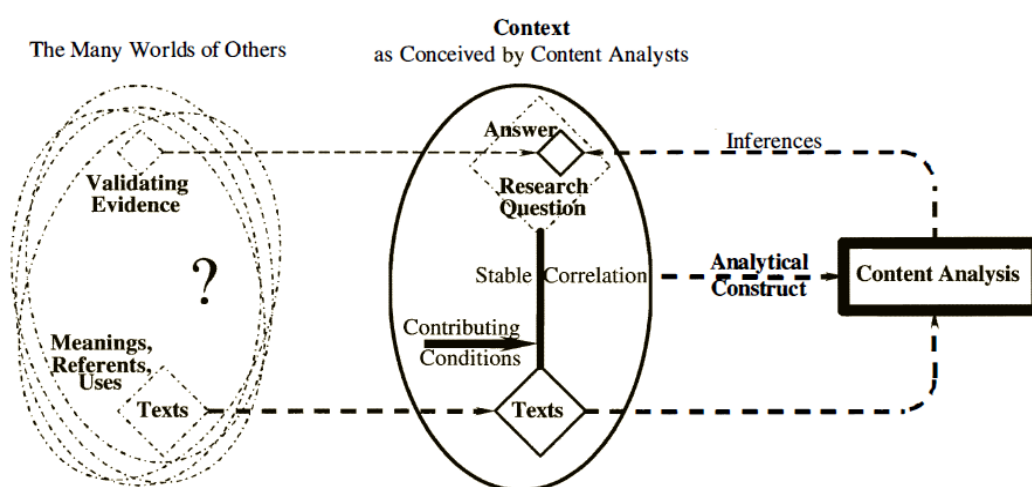 The Many Worlds of Others
Context
as Conceived by Content Analysts
Validating
Evidence
?
Meanings,
Referents,
Uses
Texts
Answer
Research
Question
Stable Correlation
Contributing
Conditions
Texts
Inferences
Analytical
Construct
Content Analysis